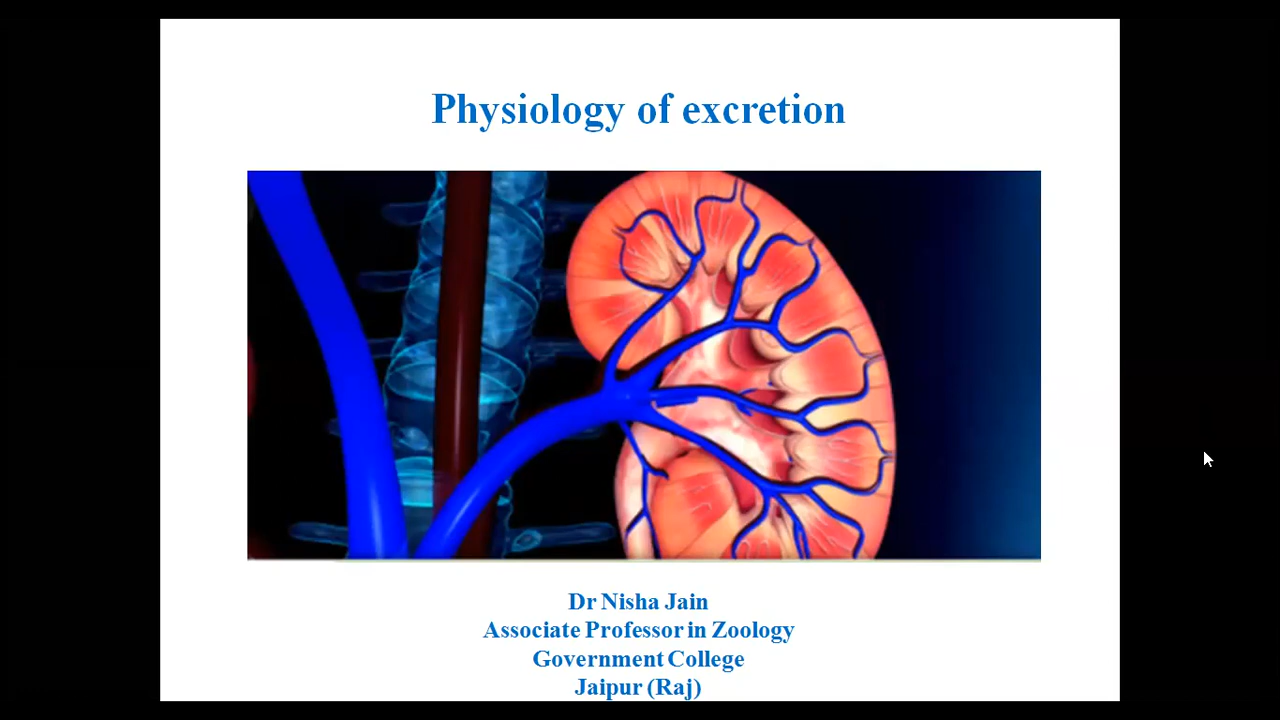 Physiology of excretion
Dr Nisha Jain
Associate Professor in Zoology
Government College
Jaipur (Raj)